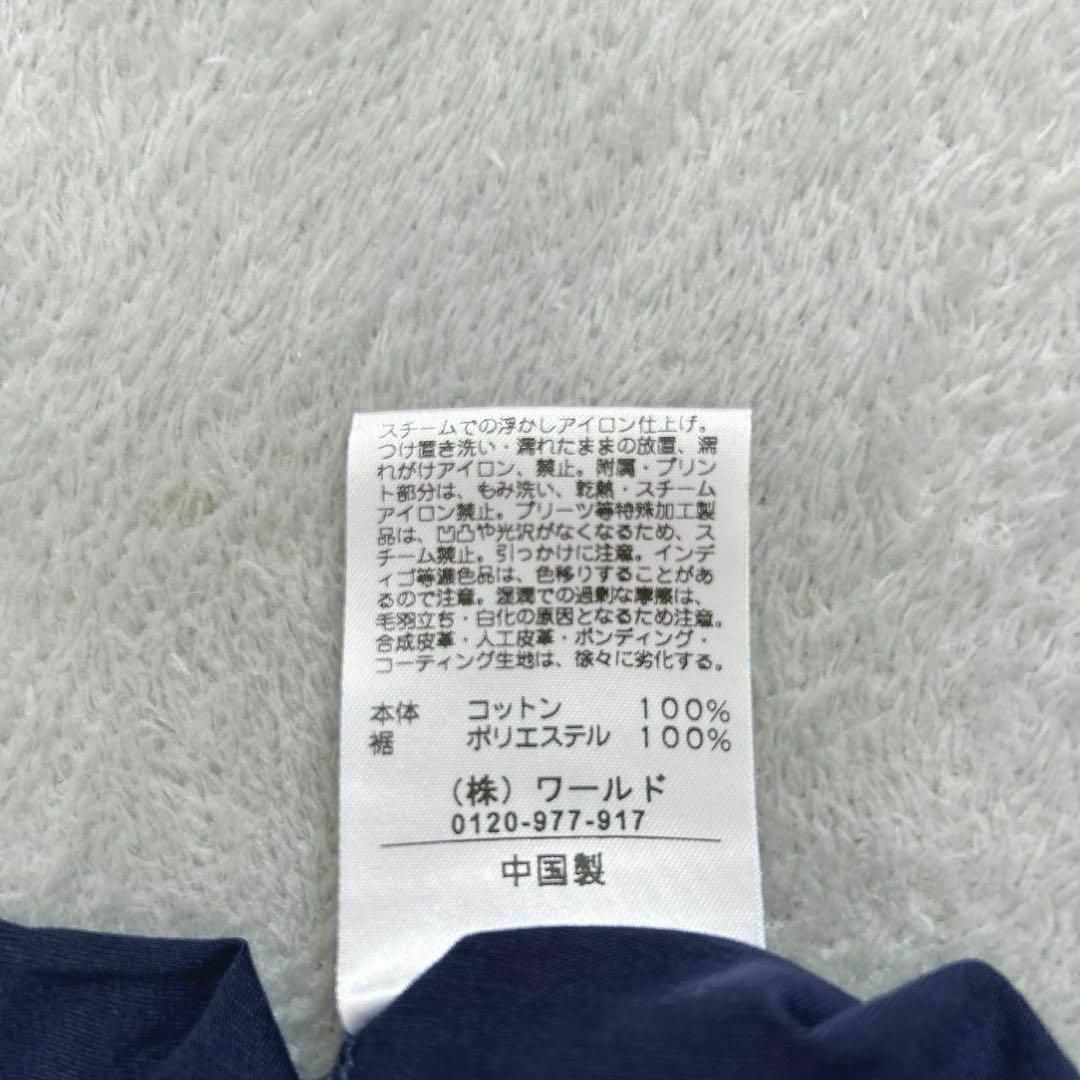 スチームでの浮かしアイロン仕上げ。
つけ置き洗い・濡れたままの放置、濡
れがけアイロン、禁止。附属・プリン
ト部分は、もみ洗い、乾熱・スチーム
アイロン禁止。プリーツ等特殊加工製
品は、凹凸や光沢がなくなるため、ス
チーム禁止。引っかけに注意。インデ
ィゴ等濃色品は、色移りすることがあ
るので注意。湿潤での過剰な摩擦は、
毛羽立ち・白化の原因となるため注意。
合成皮革・人工皮革・ボンディング・
コーティング生地は、徐々に劣化する。
本体 コットン 100%
裾 ポリエステル 100%
(株)ワールド
0120-977-917
中国製